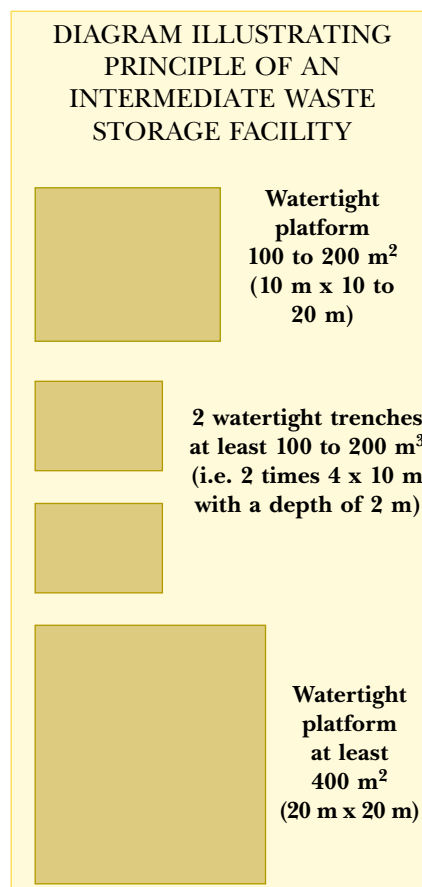 DIAGRAM ILLUSTRATING
PRINCIPLE OF AN
INTERMEDIATE WASTE
STORAGE FACILITY
Watertight
platform
100 to 200 m²
(10 m x 10 to
20 m)
2 watertight trenches
at least 100 to 200 m³
(i.e. 2 times 4 x 10 m
with a depth of 2 m)
Watertight
platform
at least
400 m²
(20 m x 20 m)